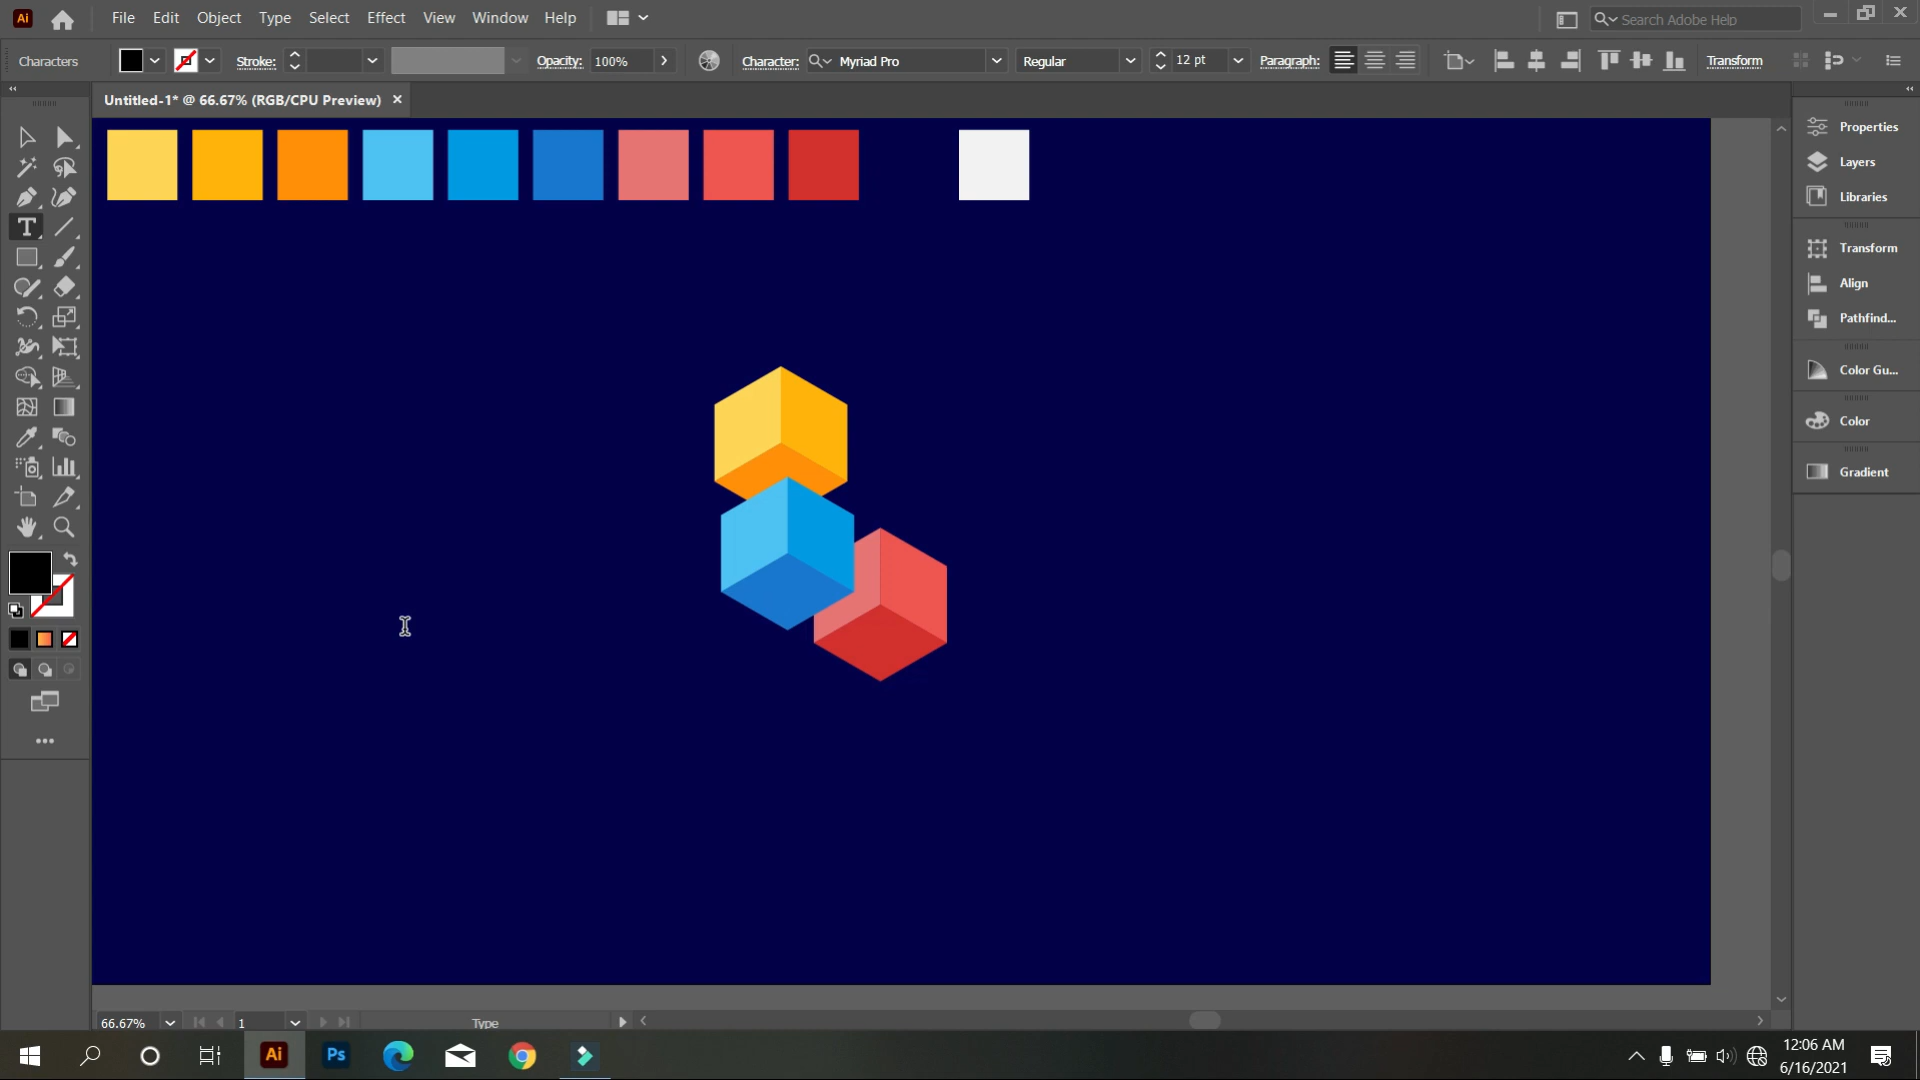 Ai File Edit Object Type Select Effect View Window Help Search Adobe Help
Characters Stroke: Opacity: 100% Character: Myriad Pro Regular 12 pt Paragraph: Transform
Untitled-1* @ 66.67% (RGB/CPU Preview)
Properties
Layers
Libraries
Transform
Align
Pathfind...
Color Gu...
Color
Gradient
66.67% 1 Type
Ai Ps 12:06 AM
6/16/2021